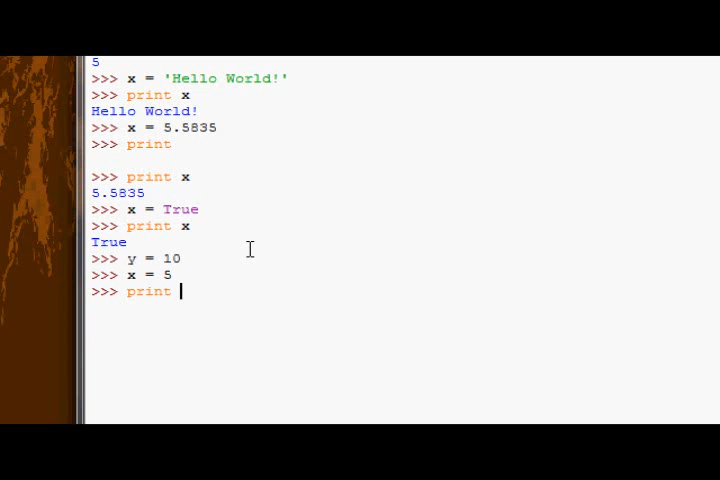 5
>>> x = 'Hello World!'
>>> print x
Hello World!
>>> x = 5.5835
>>> print
>>> print x
5.5835
>>> x = True
>>> print x
True
>>> y = 10
>>> x = 5
>>> print